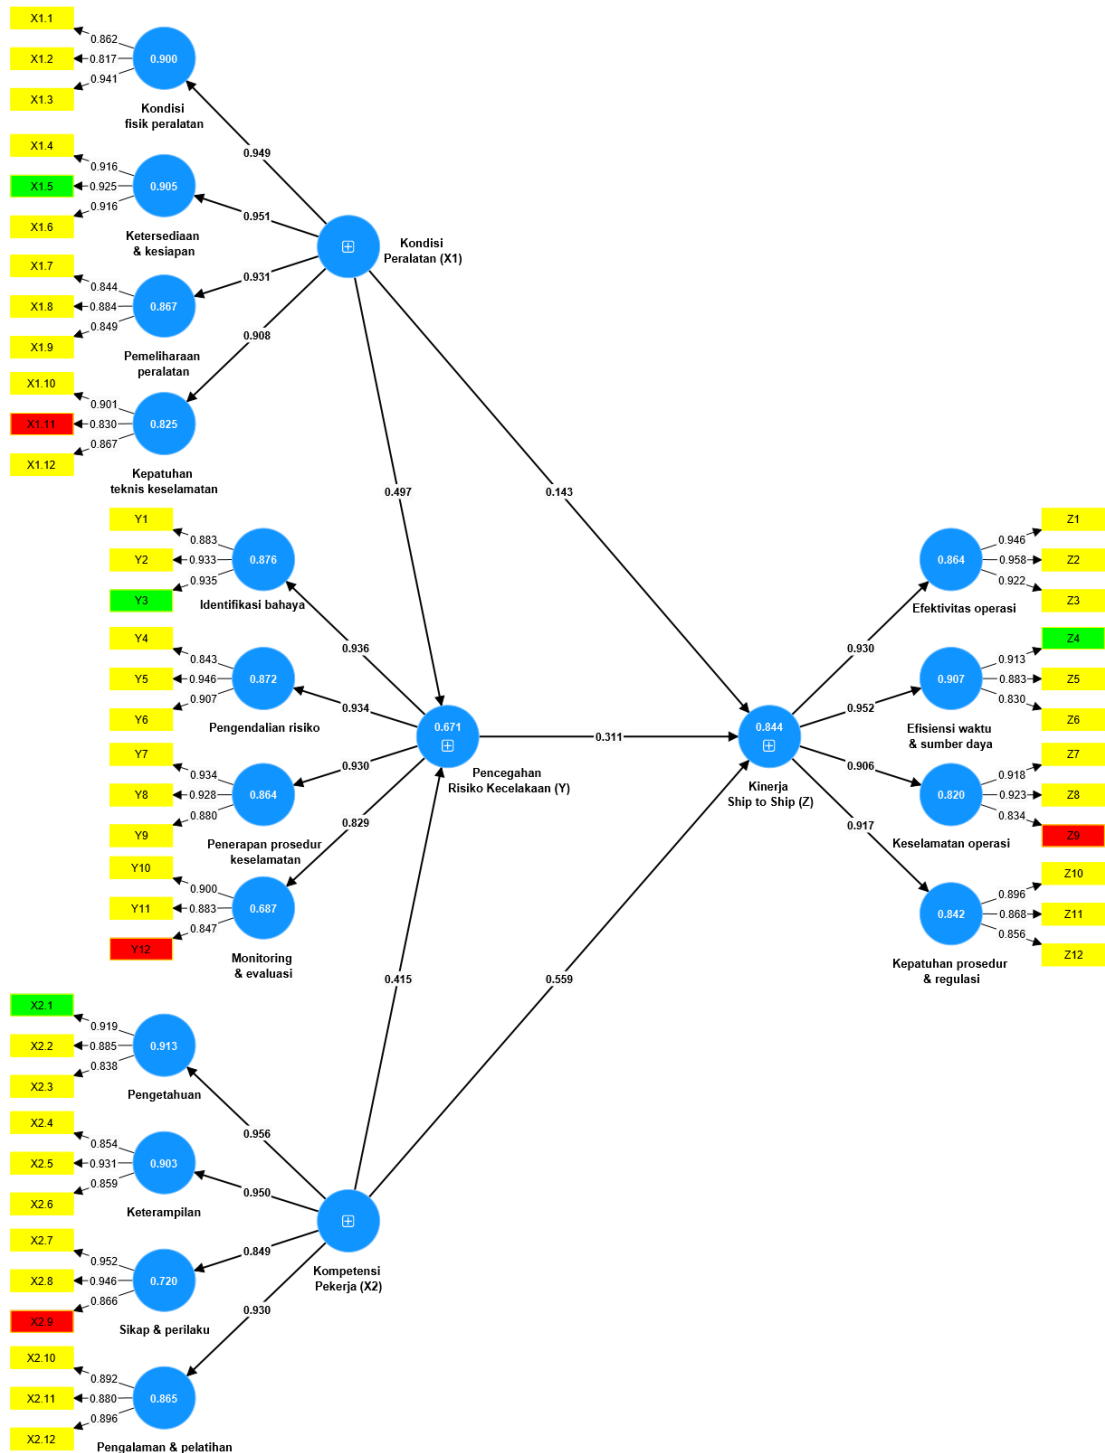 X1.1
0.862
X1.2
0.817
X1.3
0.941
0.900
Kondisi
fisik peralatan
0.949
X1.4
0.916
X1.5
0.925
X1.6
0.916
0.905
Ketersediaan
& kesiapan
0.951
Kondisi
Peralatan (X1)
X1.7
0.844
X1.8
0.884
X1.9
0.849
0.867
Pemeliharaan
peralatan
0.931
X1.10
0.901
X1.11
0.830
X1.12
0.867
0.825
Kepatuhan
teknis keselamatan
0.908
0.497
0.143
Y1
0.883
Y2
0.933
Y3
0.935
0.876
Identifikasi bahaya
0.936
Y4
0.843
Y5
0.946
Y6
0.907
0.872
Pengendalian risiko
0.934
0.671
Pencegahan
Risiko Kecelakaan (Y)
0.311
Y7
0.934
Y8
0.928
Y9
0.880
0.864
Penerapan prosedur
keselamatan
0.930
Y10
0.900
Y11
0.883
Y12
0.847
0.687
Monitoring
& evaluasi
0.829
0.844
Kinerja
Ship to Ship (Z)
0.930
0.864
Efektivitas operasi
0.946
Z1
0.958
Z2
0.922
Z3
0.952
0.907
Efisiensi waktu
& sumber daya
0.913
Z4
0.883
Z5
0.830
Z6
0.906
0.820
Keselamatan operasi
0.918
Z7
0.923
Z8
0.834
Z9
0.917
0.842
Kepatuhan prosedur
& regulasi
0.896
Z10
0.868
Z11
0.856
Z12
0.415
0.559
X2.1
0.919
X2.2
0.885
X2.3
0.838
0.913
Pengetahuan
0.956
X2.4
0.854
X2.5
0.931
X2.6
0.859
0.903
Keterampilan
0.950
Kompetensi
Pekerja (X2)
X2.7
0.952
X2.8
0.946
X2.9
0.866
0.720
Sikap & perilaku
0.849
X2.10
0.892
X2.11
0.880
X2.12
0.896
0.865
Pengalaman & pelatihan
0.930